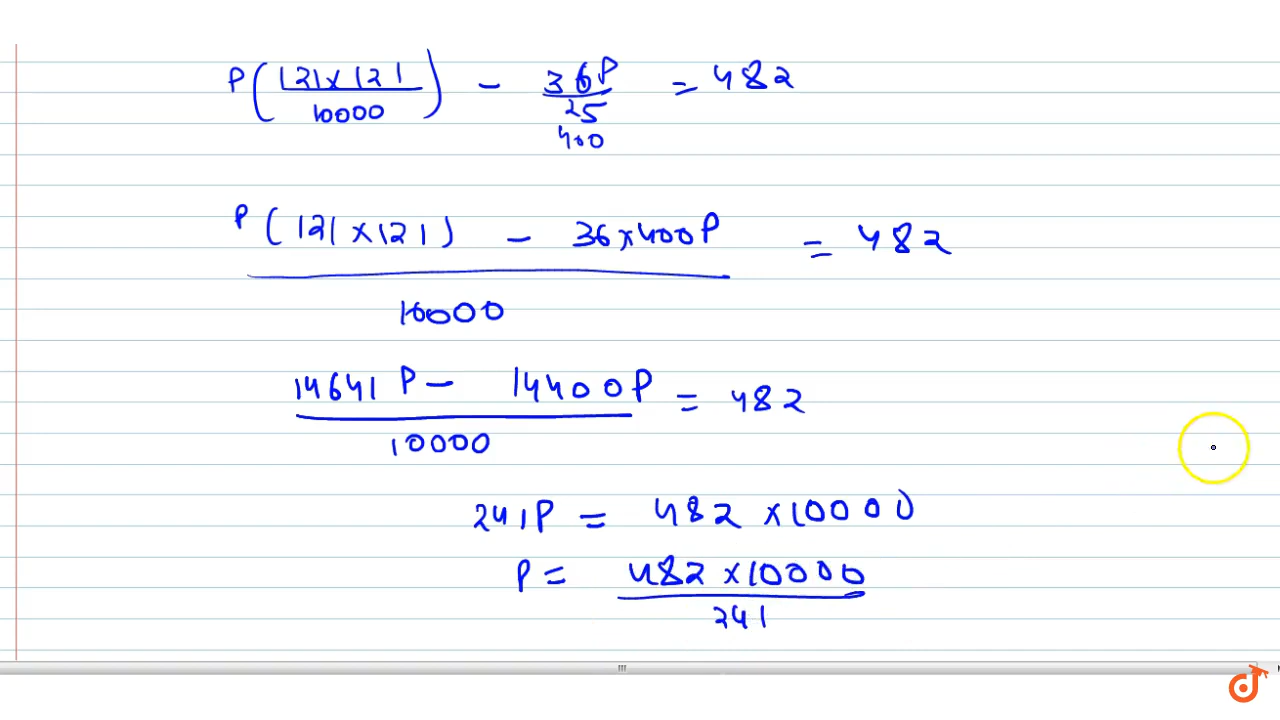 P(121×121/10000) - 36P/25 = 482
400
P(121×121) - 36×400P = 482
10000
14641P - 14400P = 482
10000
241P = 482×10000
P = 482×10000
241